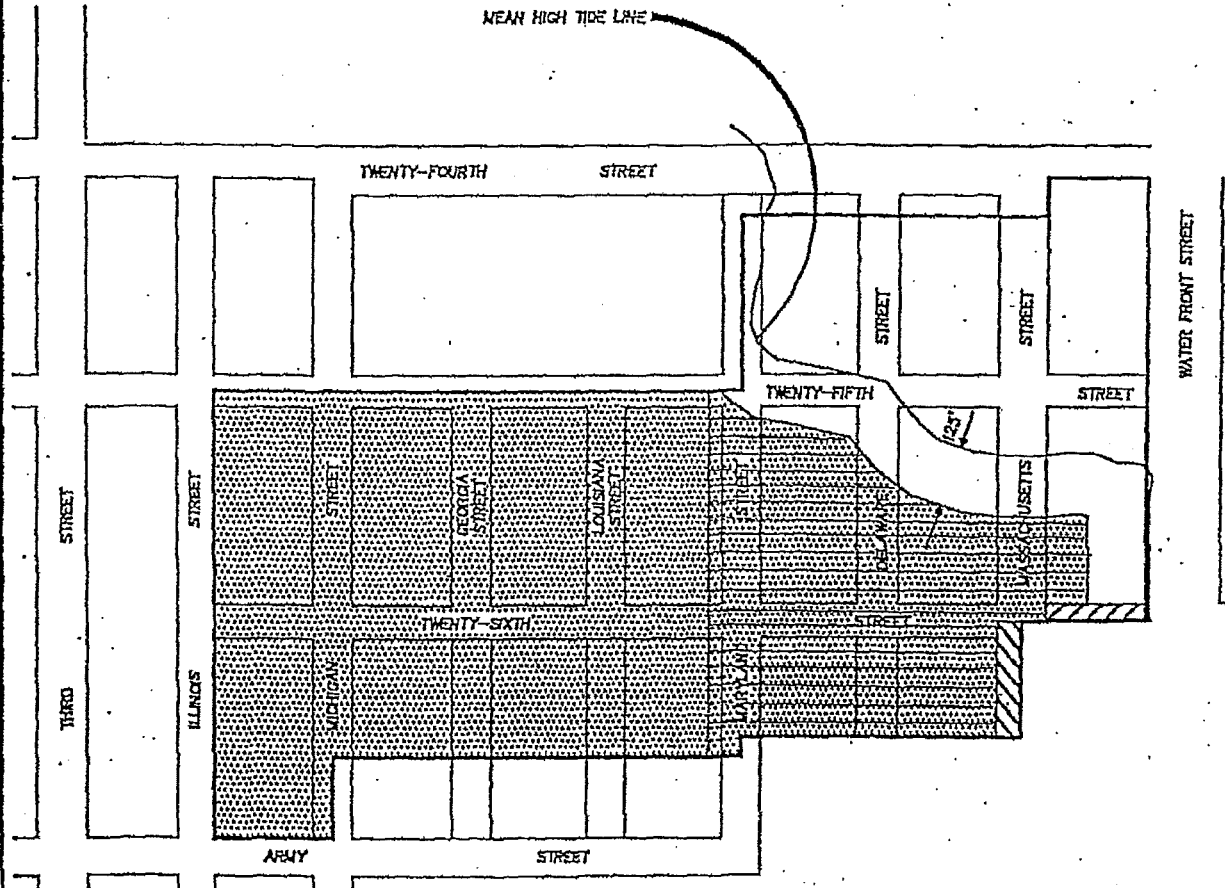 MEAN HIGH TIDE LINE
TWENTY-FOURTH STREET
WATER FRONT STREET
STREET
STREET
TWENTY-FIFTH STREET
123'
STREET
STREET
STREET
GEORGIA
STREET
LOUISIANA
STREET
STREET
DELAWARE
MASSACHUSETTS
TWENTY-SIXTH STREET
THIRD
ILLINOIS
MICHIGAN
MARYLAND
ARMY STREET